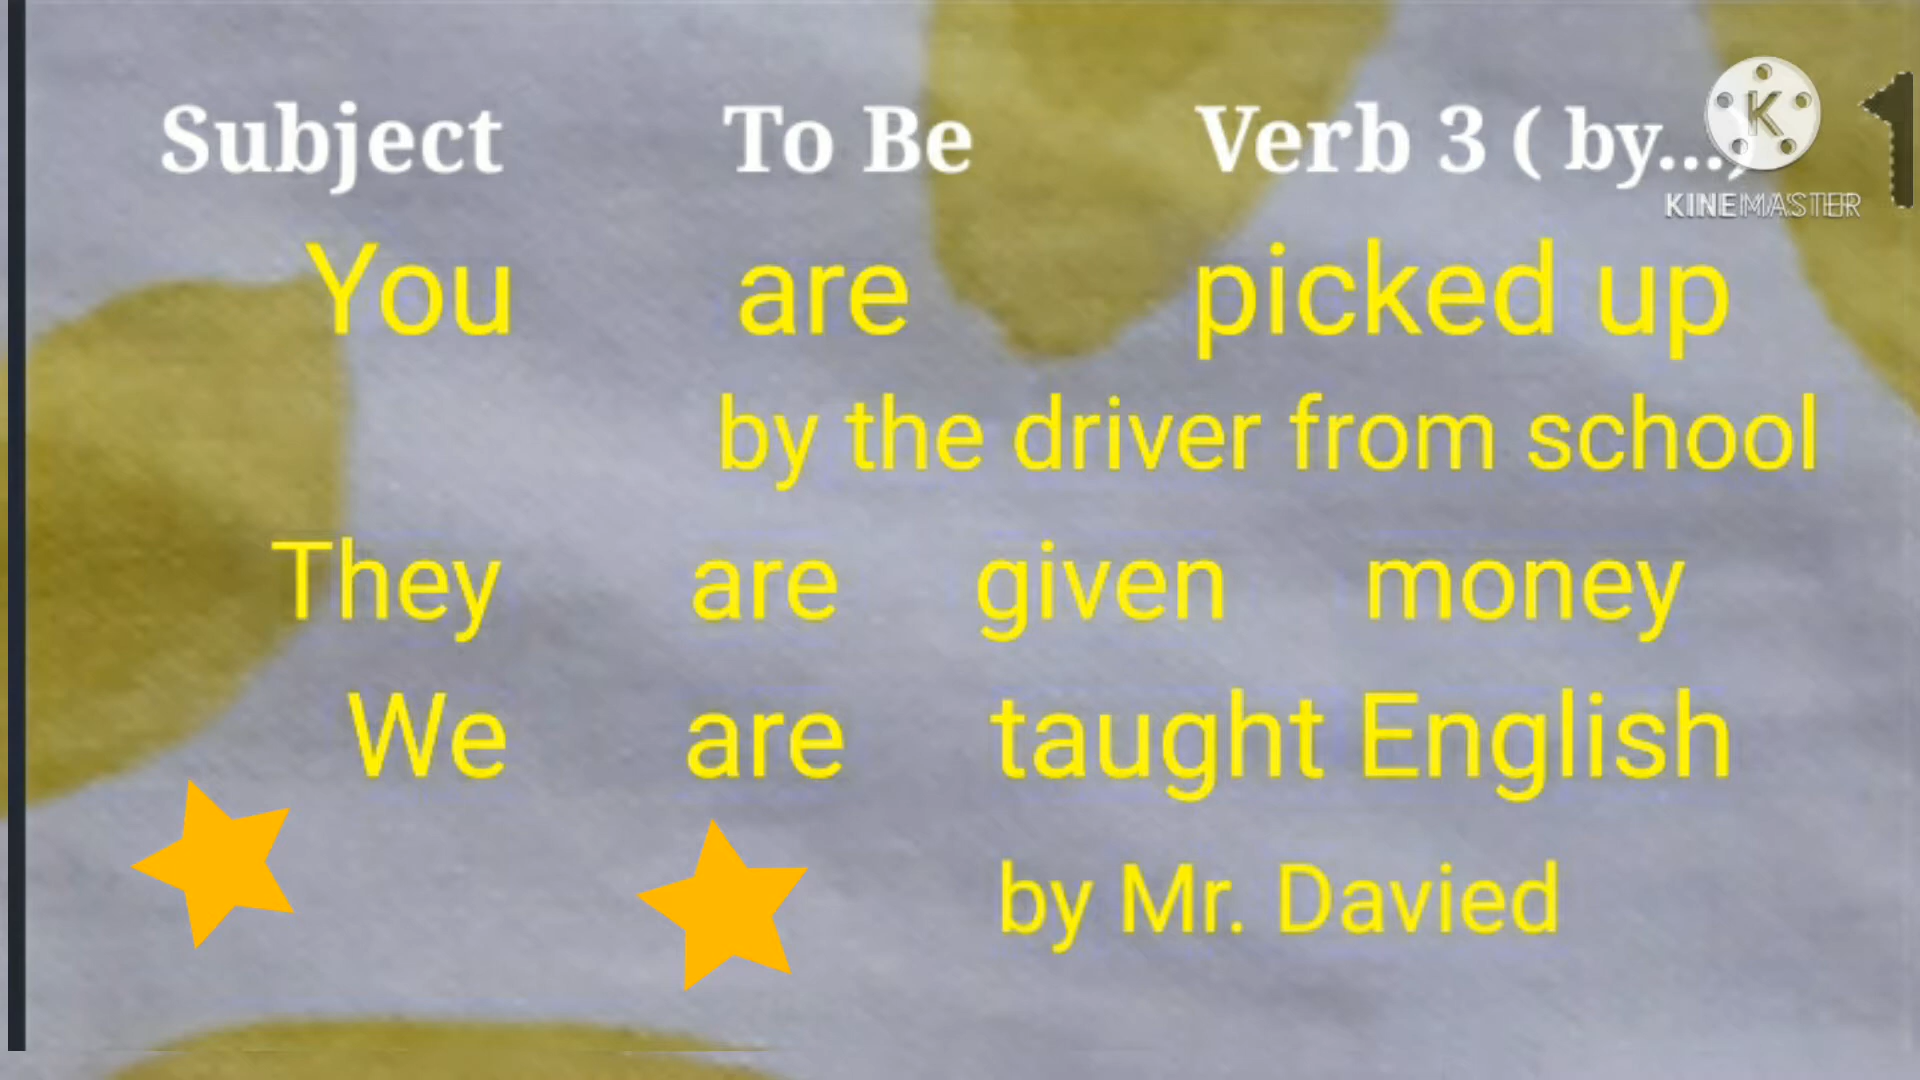 Subject To Be Verb 3 ( by...)
KINEMASTER
You are picked up
by the driver from school
They are given money
We are taught English
by Mr. Davied